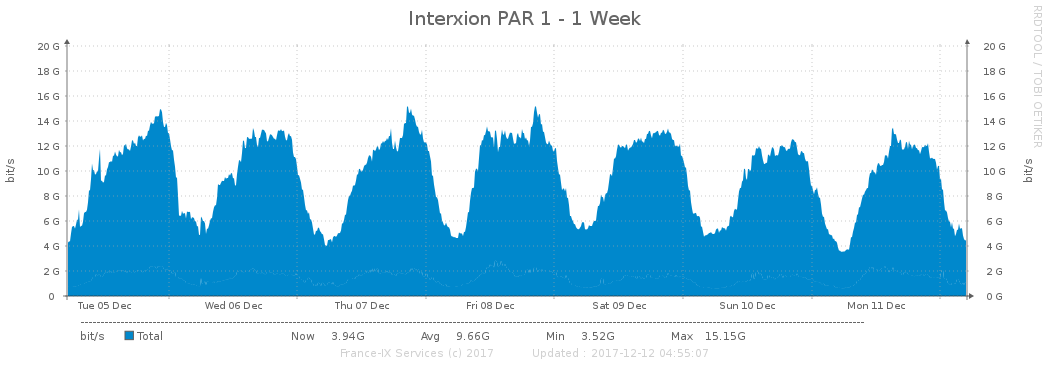 Interxion PAR 1 - 1 Week
RRDTOOL / TOBI OETIKER
bit/s
20 G 20 G
18 G 18 G
16 G 16 G
14 G 14 G
12 G 12 G
10 G 10 G
8 G 8 G
6 G 6 G
4 G 4 G
2 G 2 G
0 0 G
bit/s
Tue 05 Dec Wed 06 Dec Thu 07 Dec Fri 08 Dec Sat 09 Dec Sun 10 Dec Mon 11 Dec
bit/s Total Now 3.94G Avg 9.66G Min 3.52G Max 15.15G
France-IX Services (c) 2017 Updated : 2017-12-12 04:55:07